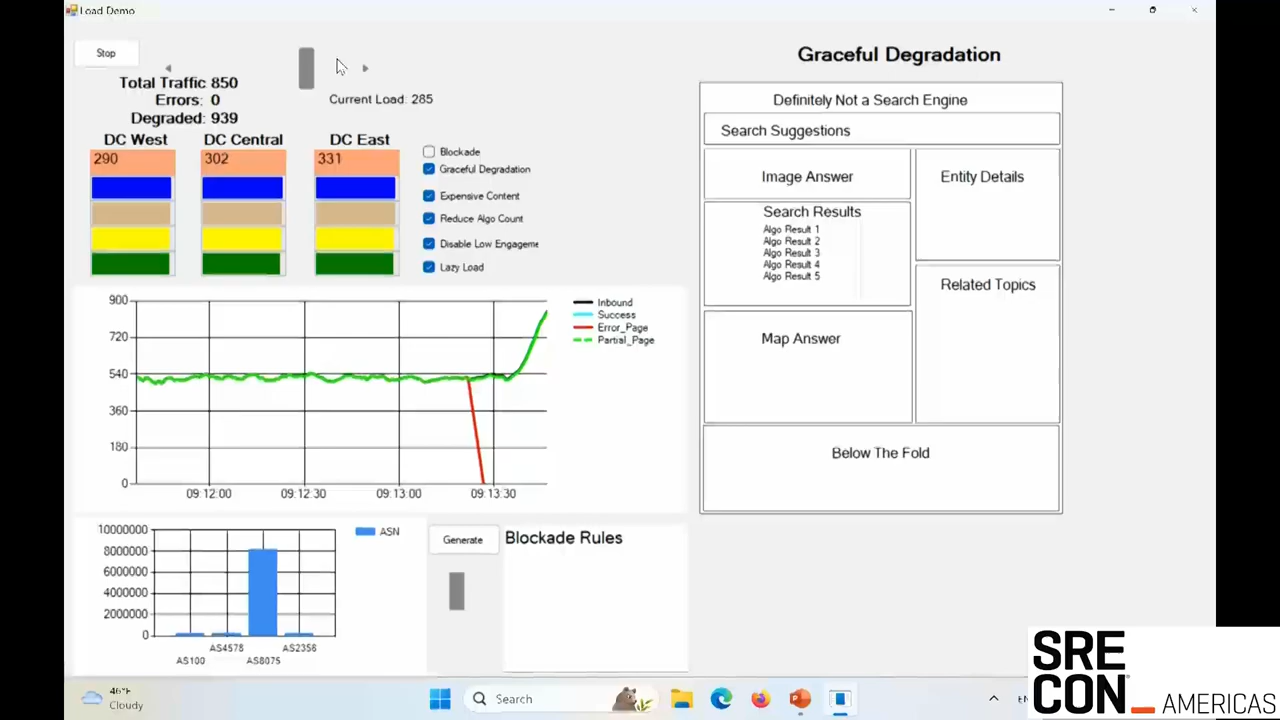 Load Demo
Stop
Total Traffic 850
Errors: 0
Degraded: 939
Current Load: 285
DC West
DC Central
DC East
290
302
331
Blockade
Graceful Degradation
Expensive Content
Reduce Algo Count
Disable Low Engageme
Lazy Load
900
720
540
360
180
0
09:12:00
09:12:30
09:13:00
09:13:30
Inbound
Success
Error_Page
Partial_Page
10000000
8000000
6000000
4000000
2000000
0
AS100
AS4578
AS8075
AS2356
ASN
Generate
Blockade Rules
Graceful Degradation
Definitely Not a Search Engine
Search Suggestions
Image Answer
Entity Details
Search Results
Algo Result 1
Algo Result 2
Algo Result 3
Algo Result 4
Algo Result 5
Related Topics
Map Answer
Below The Fold
46°F
Cloudy
Search
SRE
CON
AMERICAS